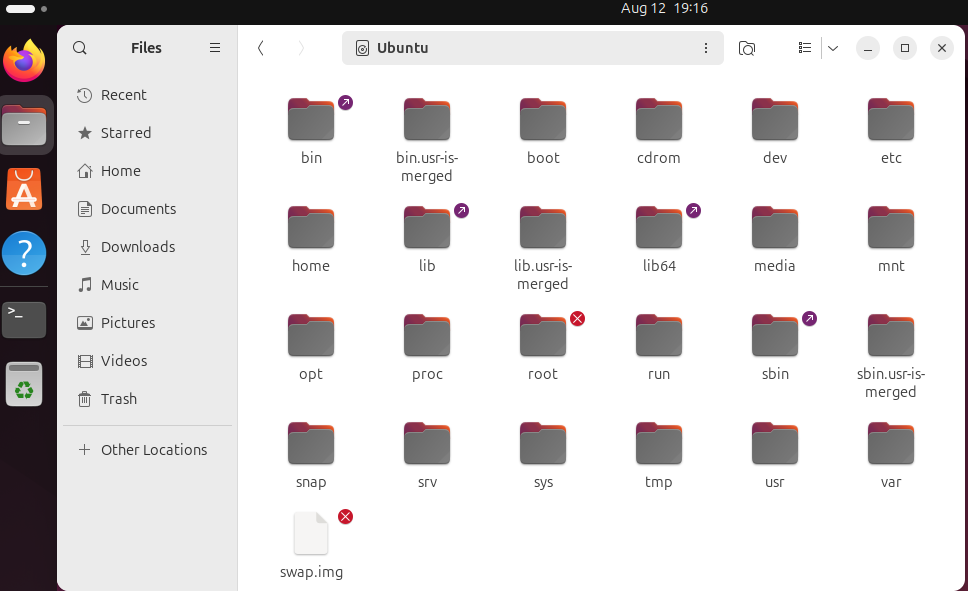 Aug 12 19:16
Files
Ubuntu
Recent
Starred
Home
Documents
Downloads
Music
Pictures
Videos
Trash
Other Locations
bin
bin.usr-is-
merged
boot
cdrom
dev
etc
home
lib
lib.usr-is-
merged
lib64
media
mnt
opt
proc
root
run
sbin
sbin.usr-is-
merged
snap
srv
sys
tmp
usr
var
swap.img